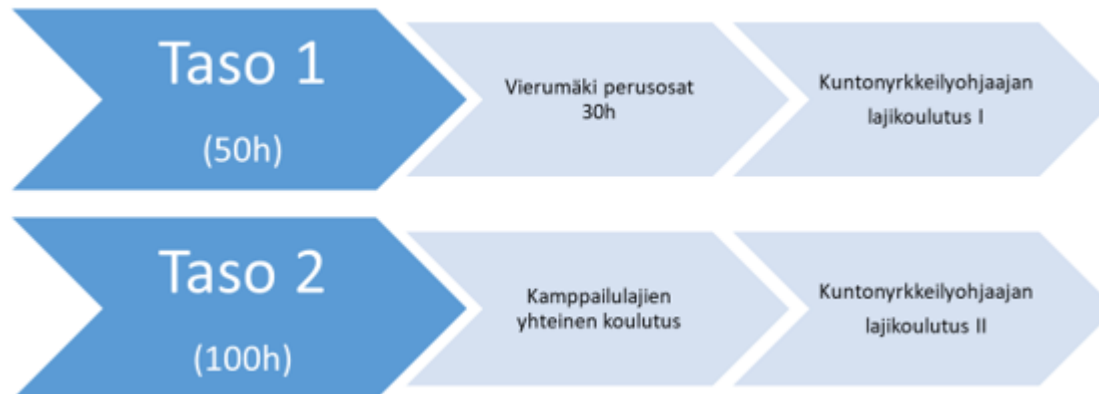 Taso 1
(50h)
Vierumäki perusosat
30h
Kuntonyrkkeilyohjaajan
lajikoulutus I
Taso 2
(100h)
Kamppailulajien
yhteinen koulutus
Kuntonyrkkeilyohjaajan
lajikoulutus II